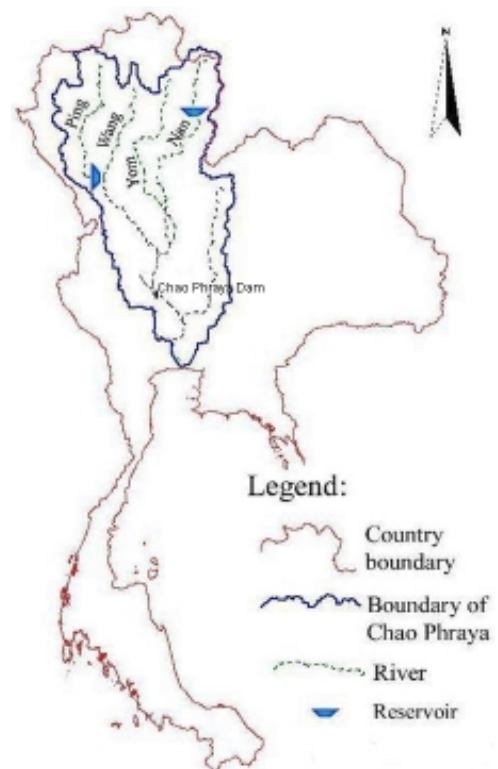 N
Ping
Wang
Yom
Nan
Chao Phraya Dam
Legend:
Country
boundary
Boundary of
Chao Phraya
River
Reservoir